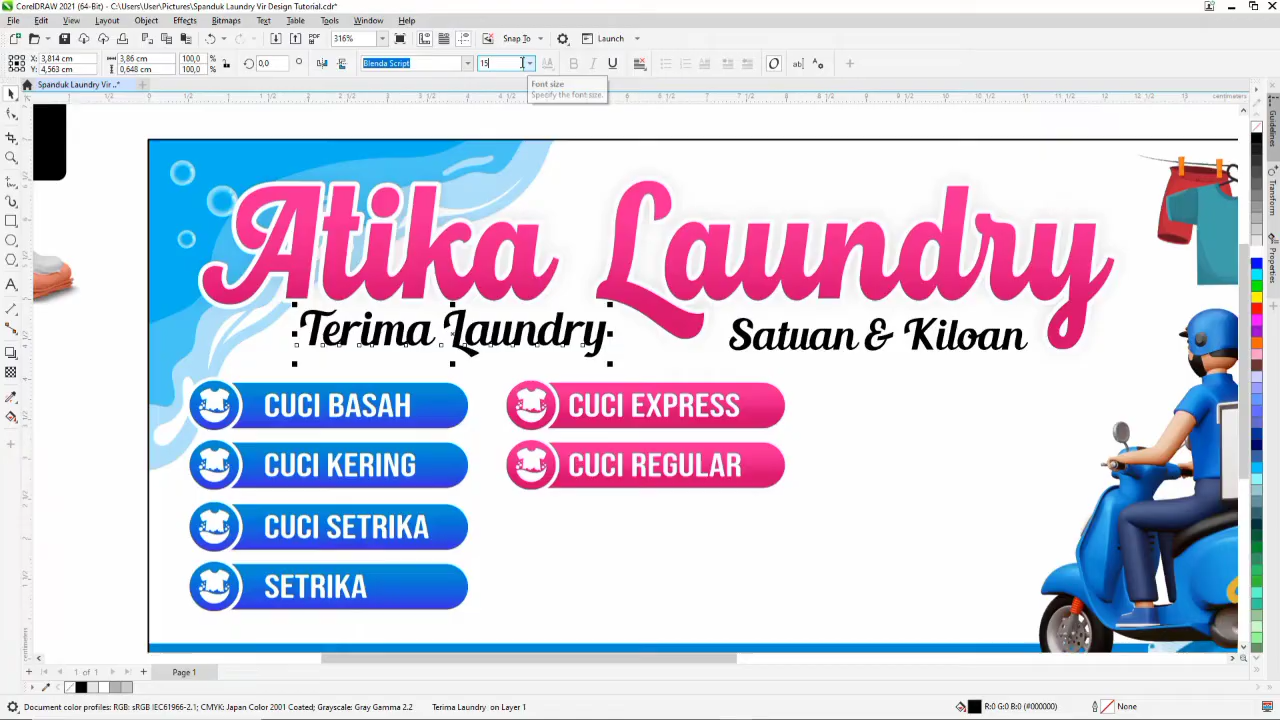 CorelDRAW 2021 (64-Bit) - C:\Users\User\Pictures\Spanduk Laundry Vir Design Tutorial.cdr*
File Edit View Layout Object Effects Bitmaps Text Table Tools Window Help
316% Snap To Launch
X: 3,814 cm 3,86 cm 100,0 % 0,0 ° Blenda Script 15
Y: 4,563 cm 0,648 cm 100,0 %
Font size
Specify the font size.
Spanduk Laundry Vir ..*
centimeters
Guidelines
Transform
Properties
Atika Laundry
Terima Laundry Satuan & Kiloan
CUCI BASAH CUCI EXPRESS
CUCI KERING CUCI REGULAR
CUCI SETRIKA
SETRIKA
1 of 1 Page 1
Document color profiles: RGB: sRGB IEC61966-2.1; CMYK: Japan Color 2001 Coated; Grayscale: Gray Gamma 2.2 Terima Laundry on Layer 1 R:0 G:0 B:0 (#000000) None